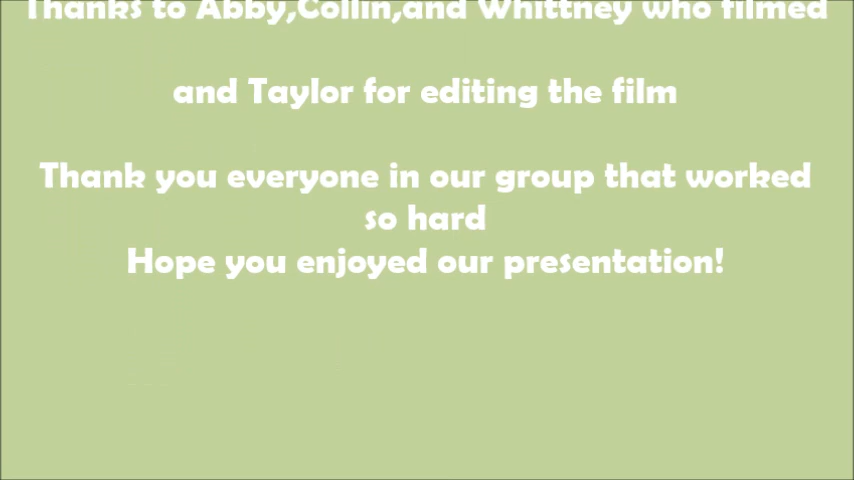 Thanks to Abby,Collin,and Whittney who filmed
and Taylor for editing the film
Thank you everyone in our group that worked
so hard
Hope you enjoyed our presentation!